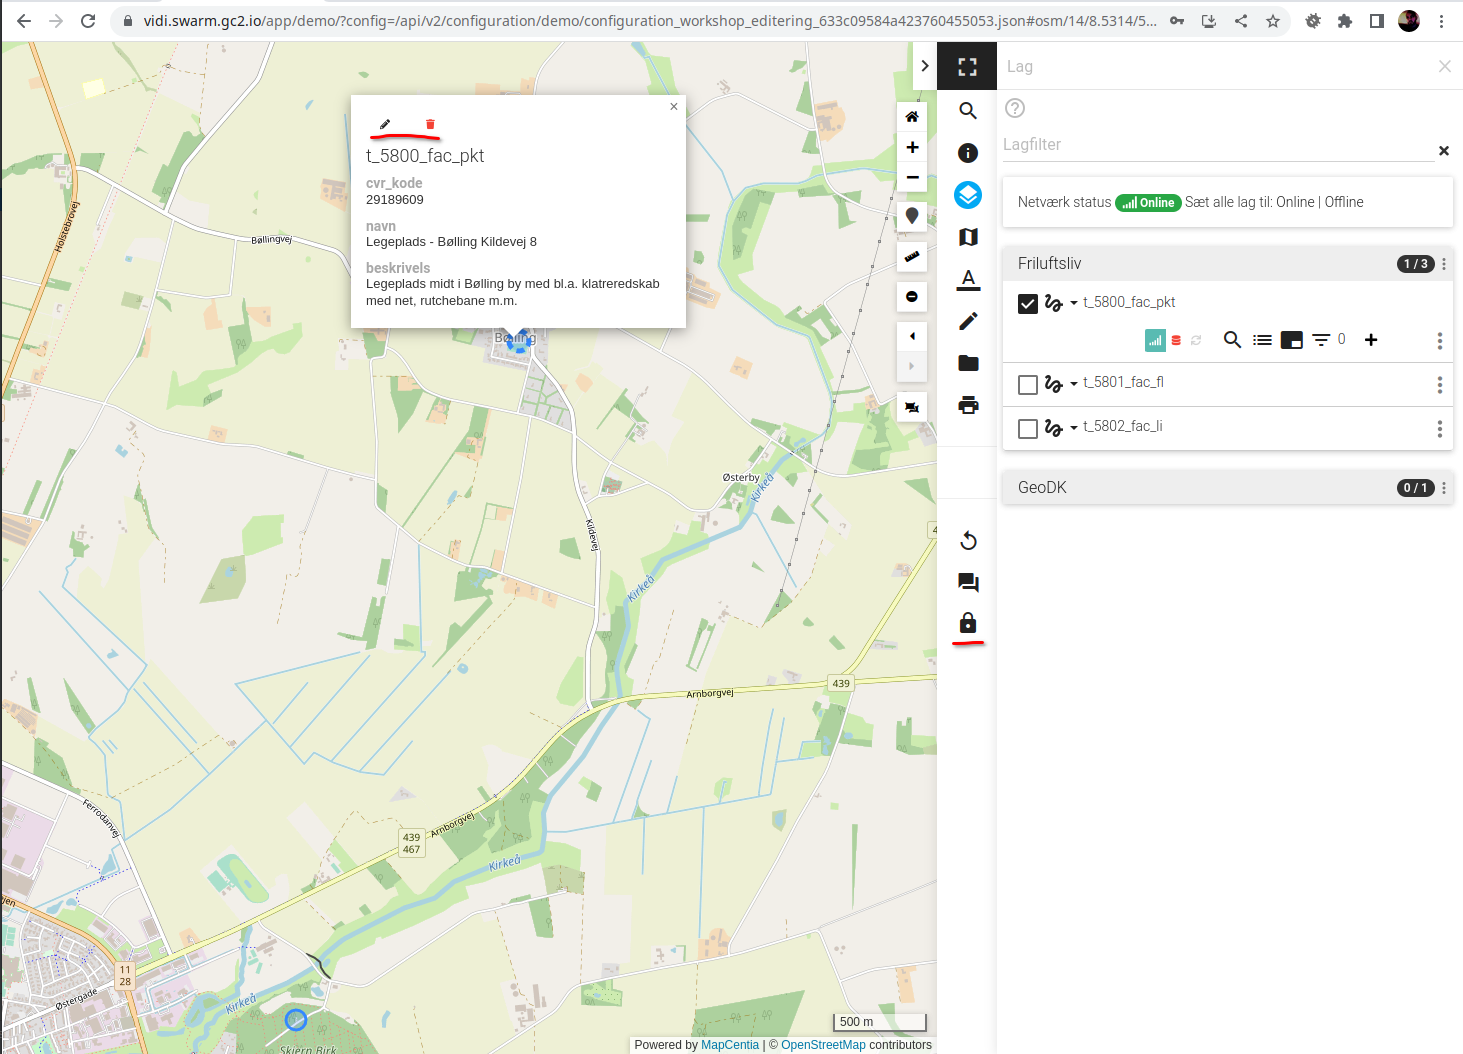 vidi.swarm.gc2.io/app/demo/?config=/api/v2/configuration/demo/configuration_workshop_editering_633c09584a423760455053.json#osm/14/8.5314/5...
Lag
Lagfilter
Netværk status Online Sæt alle lag til: Online | Offline
Friluftsliv 1 / 3
t_5800_fac_pkt
0
t_5801_fac_fl
t_5802_fac_li
GeoDK 0 / 1
t_5800_fac_pkt
cvr_kode
29189609
navn
Legeplads - Bølling Kildevej 8
beskrivels
Legeplads midt i Bølling by med bl.a. klatreredskab
med net, rutchebane m.m.
Holstebrovej
Bøllingvej
Bølling
Østerby
Kirkeå
Kildevej
Kirkeå
4
439
Arnborgvej
Ferrodanvej
439
467
Arnborgvej
Kirkeå
jen
11
28
Østergade
Kirkeå
Skjern Birk
500 m
Powered by MapCentia | © OpenStreetMap contributors